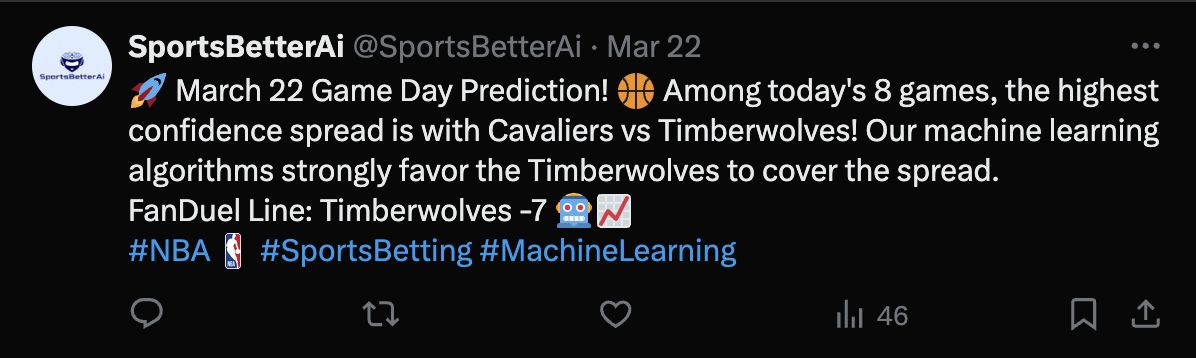 SportsBetterAi @SportsBetterAi · Mar 22
SportsBetterAi
🚀 March 22 Game Day Prediction! 🏀 Among today's 8 games, the highest
confidence spread is with Cavaliers vs Timberwolves! Our machine learning
algorithms strongly favor the Timberwolves to cover the spread.
FanDuel Line: Timberwolves -7 🤖📈
#NBA #SportsBetting #MachineLearning
46